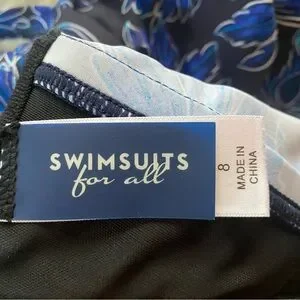 SWIMSUITS
for all
8
MADE IN
CHINA